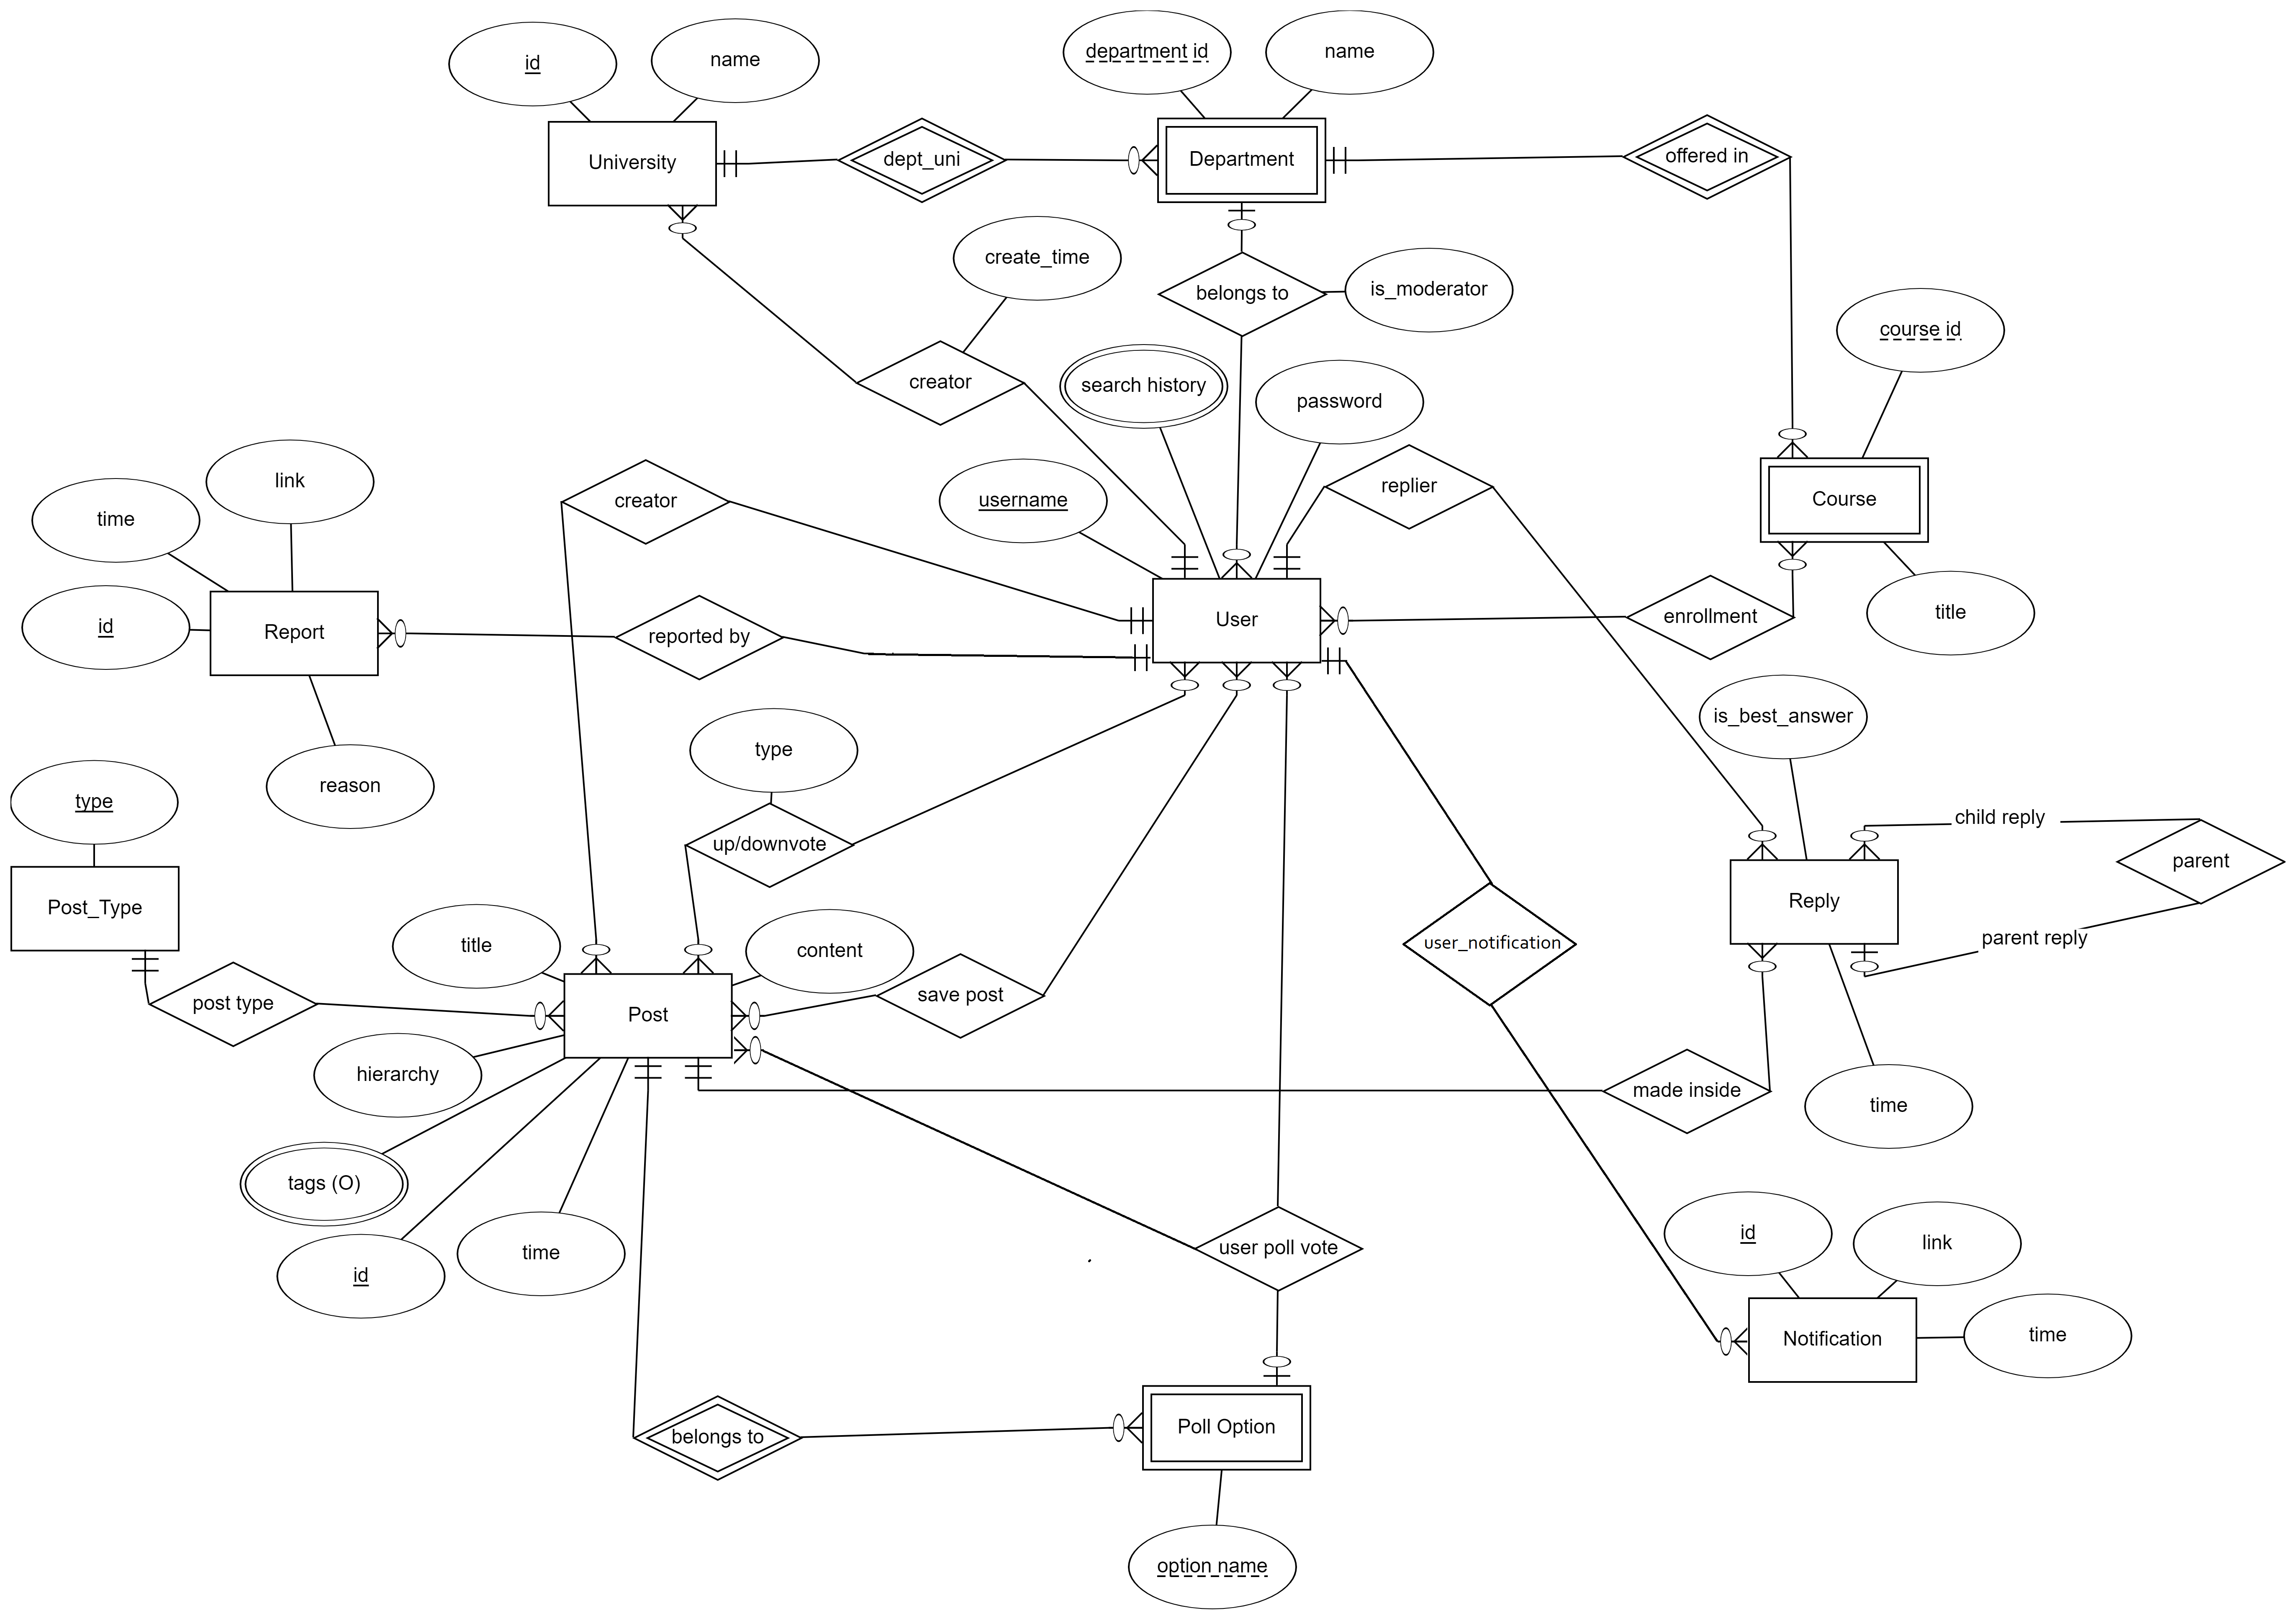 id
name
department id
name
University
dept_uni
Department
offered in
create_time
belongs to
is_moderator
course id
creator
search history
password
link
time
creator
username
replier
Course
id
Report
reported by
User
enrollment
title
is_best_answer
reason
type
type
up/downvote
child reply
parent
Post_Type
Reply
title
content
user_notification
parent reply
post type
Post
save post
hierarchy
made inside
time
tags (O)
id
time
user poll vote
id
link
Notification
time
belongs to
Poll Option
option name